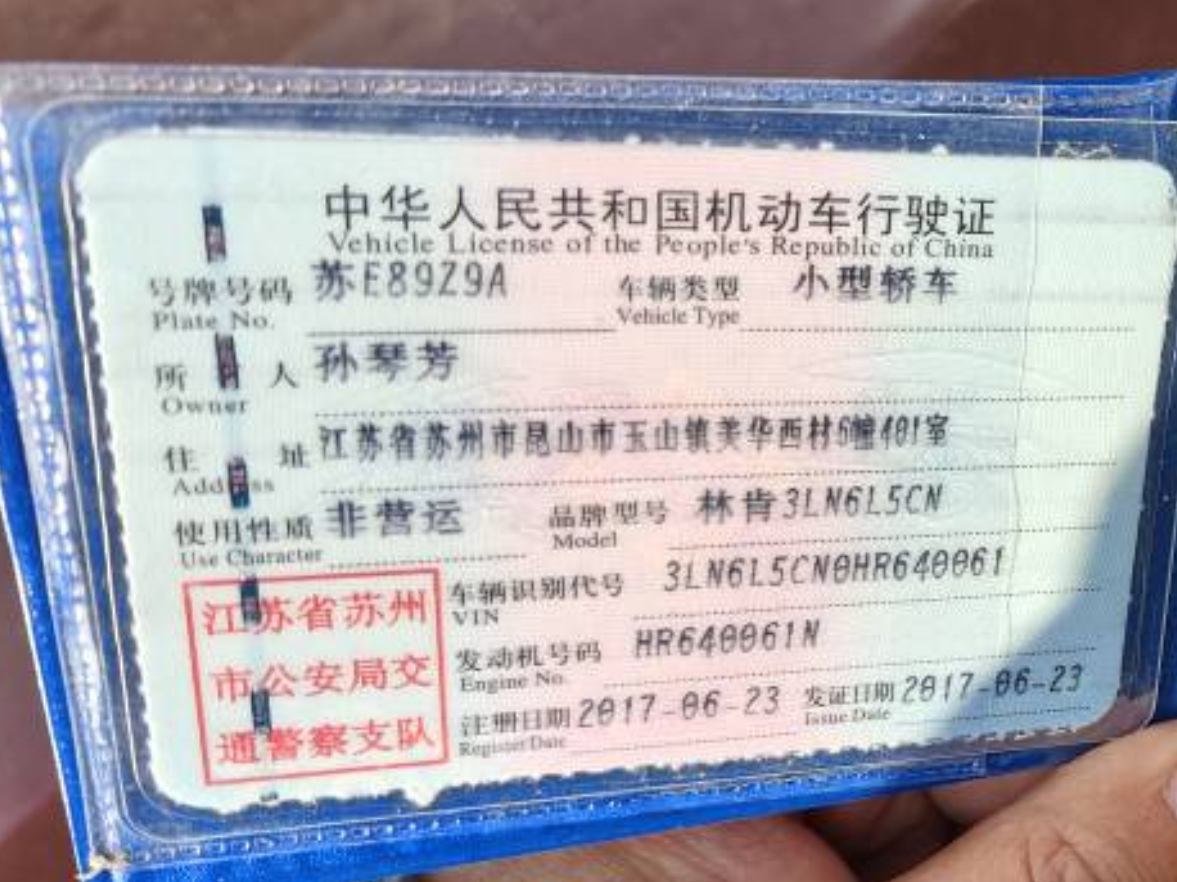 中华人民共和国机动车行驶证
Vehicle License of the People's Republic of China
号牌号码 苏E89Z9A 车辆类型 小型轿车
Plate No. Vehicle Type
所 人 孙琴芳
Owner
住 址 江苏省苏州市昆山市玉山镇美华西村6幢401室
Address
使用性质 非营运 品牌型号 林肯3LN6L5CN
Use Character Model
车辆识别代号 3LN6L5CN0HR640061
VIN
发动机号码 HR640061N
Engine No.
注册日期 2017-06-23 发证日期 2017-06-23
Register Date Issue Date
江苏省苏州
市公安局交
通警察支队